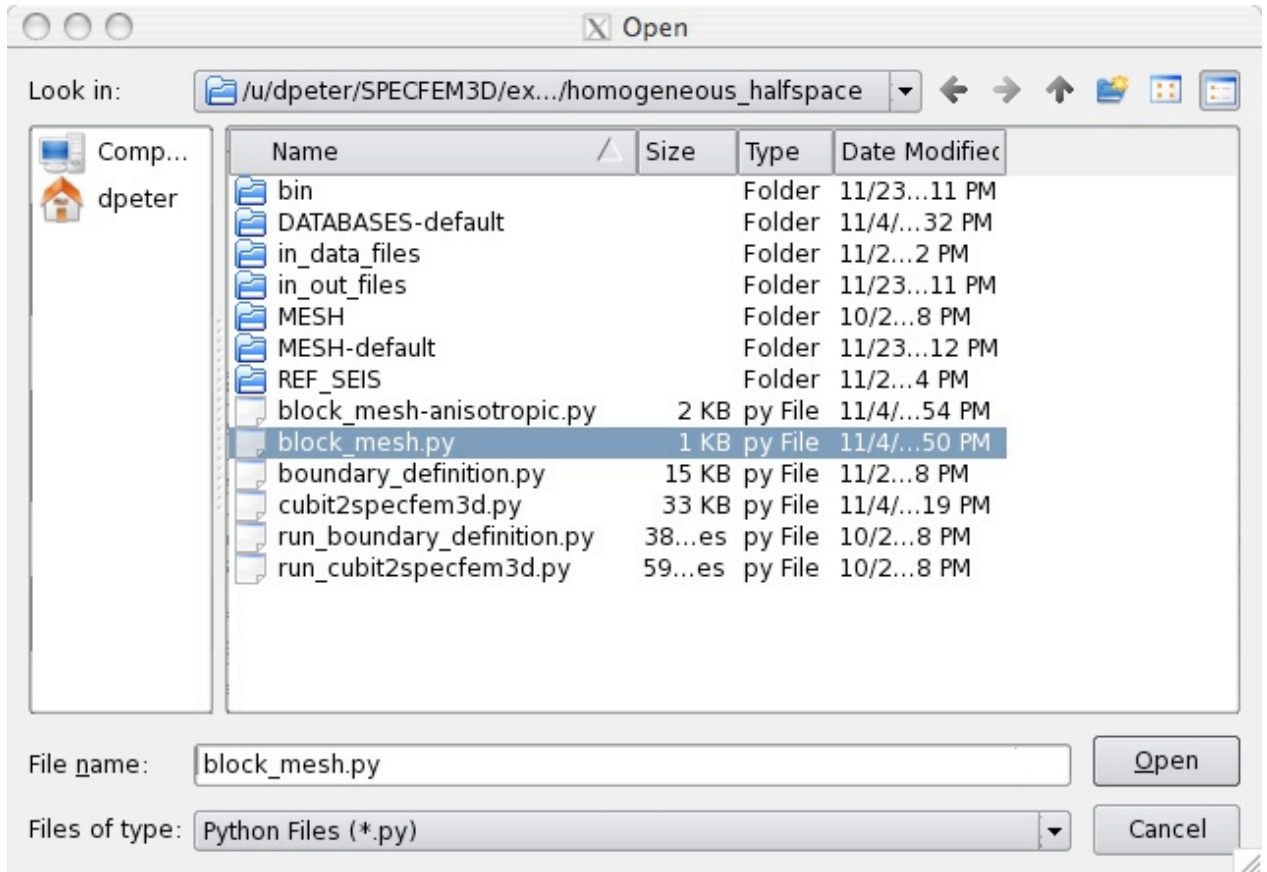 Open
Look in: /u/dpeter/SPECFEM3D/ex.../homogeneous_halfspace
Comp...
dpeter
Name Size Type Date Modified
bin Folder 11/23...11 PM
DATABASES-default Folder 11/4/...32 PM
in_data_files Folder 11/2...2 PM
in_out_files Folder 11/23...11 PM
MESH Folder 10/2...8 PM
MESH-default Folder 11/23...12 PM
REF_SEIS Folder 11/2...4 PM
block_mesh-anisotropic.py 2 KB py File 11/4/...54 PM
block_mesh.py 1 KB py File 11/4/...50 PM
boundary_definition.py 15 KB py File 11/2...8 PM
cubit2specfem3d.py 33 KB py File 11/4/...19 PM
run_boundary_definition.py 38...es py File 10/2...8 PM
run_cubit2specfem3d.py 59...es py File 10/2...8 PM
File name: block_mesh.py Open
Files of type: Python Files (*.py) Cancel